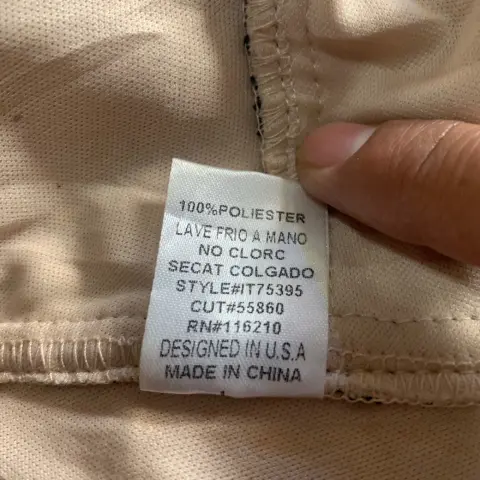 100%POLIESTER
LAVE FRIO A MANO
NO CLORC
SECAT COLGADO
STYLE#IT75395
CUT#55860
RN#116210
DESIGNED IN U.S.A
MADE IN CHINA